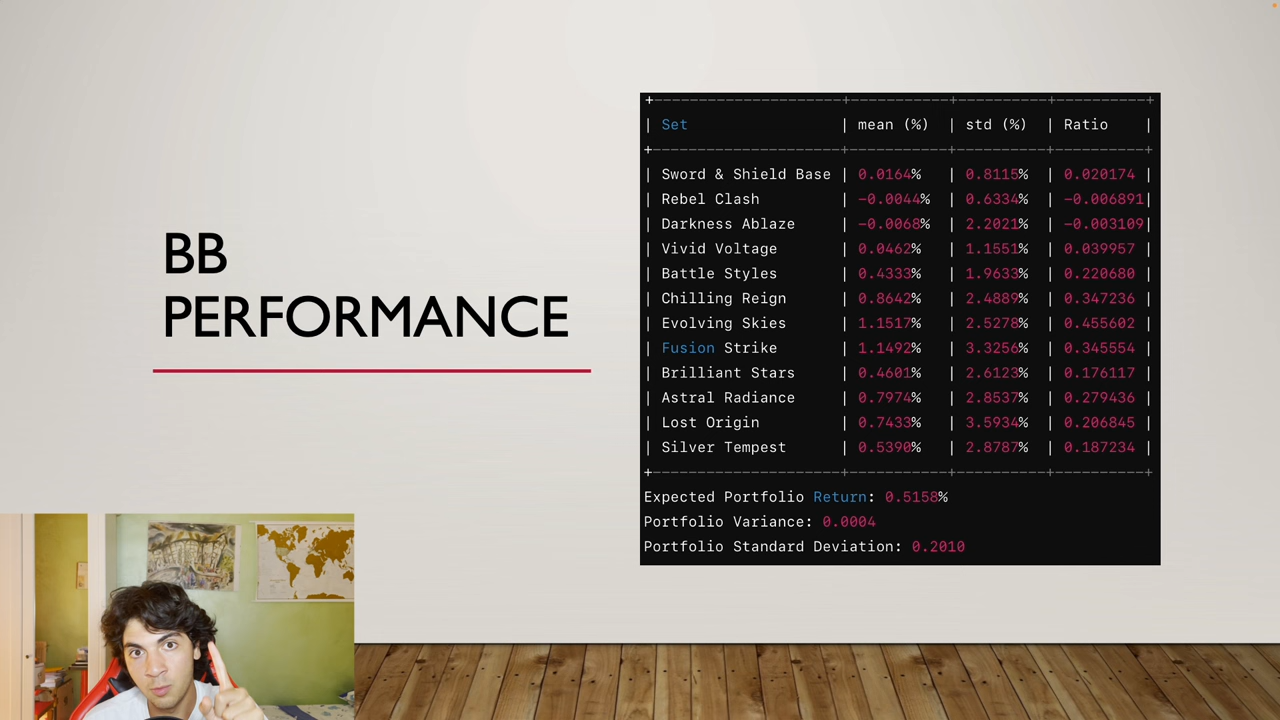 BB
PERFORMANCE
| Set | mean (%) | std (%) | Ratio |
| Sword & Shield Base | 0.0164% | 0.8115% | 0.020174 |
| Rebel Clash | -0.0044% | 0.6334% | -0.006891|
| Darkness Ablaze | -0.0068% | 2.2021% | -0.003109|
| Vivid Voltage | 0.0462% | 1.1551% | 0.039957 |
| Battle Styles | 0.4333% | 1.9633% | 0.220680 |
| Chilling Reign | 0.8642% | 2.4889% | 0.347236 |
| Evolving Skies | 1.1517% | 2.5278% | 0.455602 |
| Fusion Strike | 1.1492% | 3.3256% | 0.345554 |
| Brilliant Stars | 0.4601% | 2.6123% | 0.176117 |
| Astral Radiance | 0.7974% | 2.8537% | 0.279436 |
| Lost Origin | 0.7433% | 3.5934% | 0.206845 |
| Silver Tempest | 0.5390% | 2.8787% | 0.187234 |
Expected Portfolio Return: 0.5158%
Portfolio Variance: 0.0004
Portfolio Standard Deviation: 0.2010